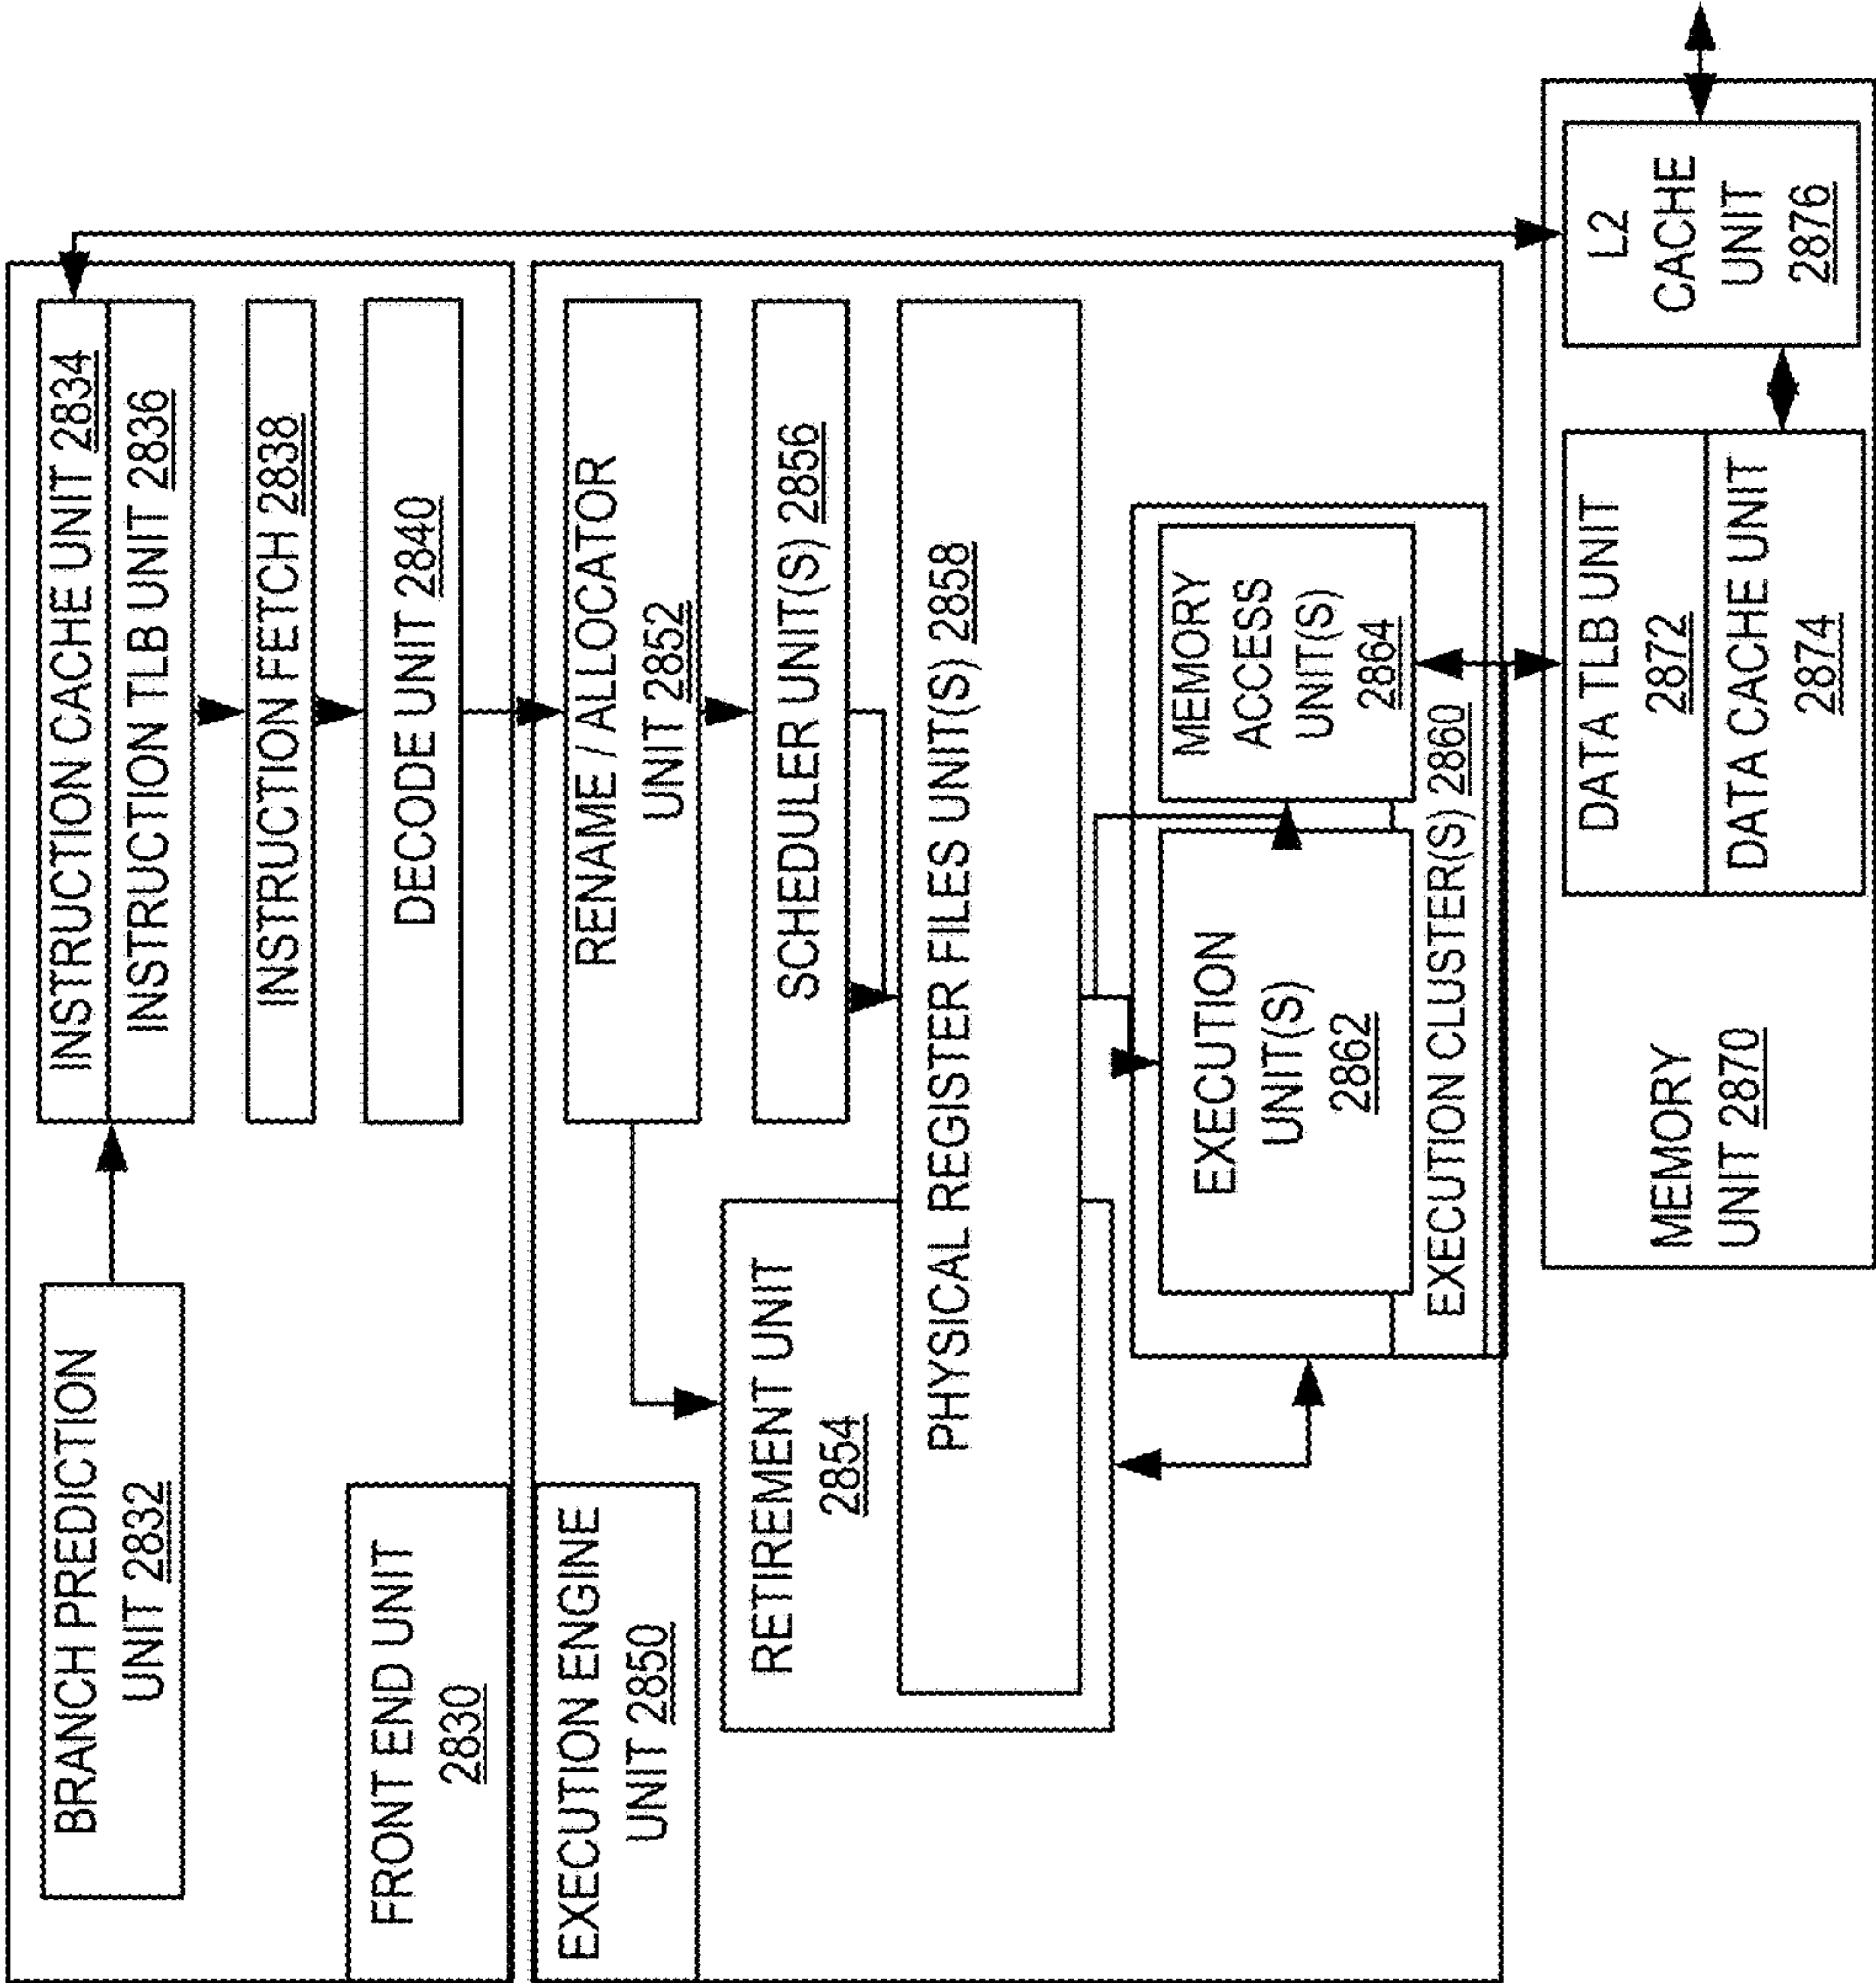 BRANCH PREDICTION
UNIT 2832
INSTRUCTION CACHE UNIT 2834
INSTRUCTION TLB UNIT 2836
INSTRUCTION FETCH 2838
FRONT END UNIT
2830
DECODE UNIT 2840
EXECUTION ENGINE
UNIT 2850
RENAME / ALLOCATOR
UNIT 2852
RETIREMENT UNIT
2854
SCHEDULER UNIT(S) 2856
PHYSICAL REGISTER FILES UNIT(S) 2858
EXECUTION
UNIT(S)
2862
MEMORY
ACCESS
UNIT(S)
2864
EXECUTION CLUSTER(S) 2860
MEMORY
UNIT 2870
DATA TLB UNIT
2872
DATA CACHE UNIT
2874
L2
CACHE
UNIT
2876